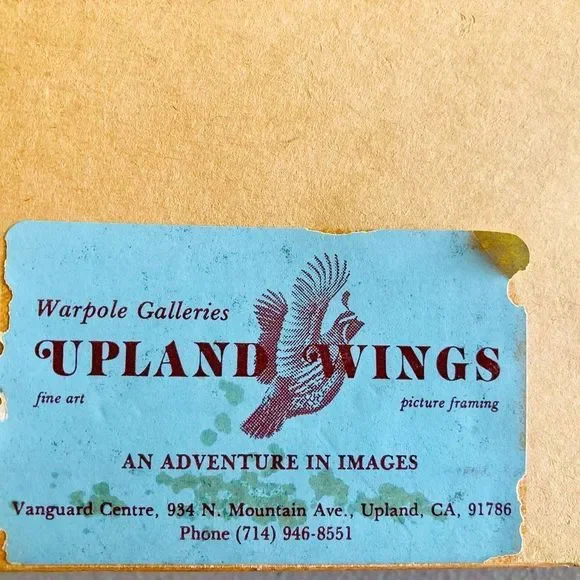 Warpole Galleries
UPLAND WINGS
fine art picture framing
AN ADVENTURE IN IMAGES
Vanguard Centre, 934 N. Mountain Ave., Upland, CA, 91786
Phone (714) 946-8551